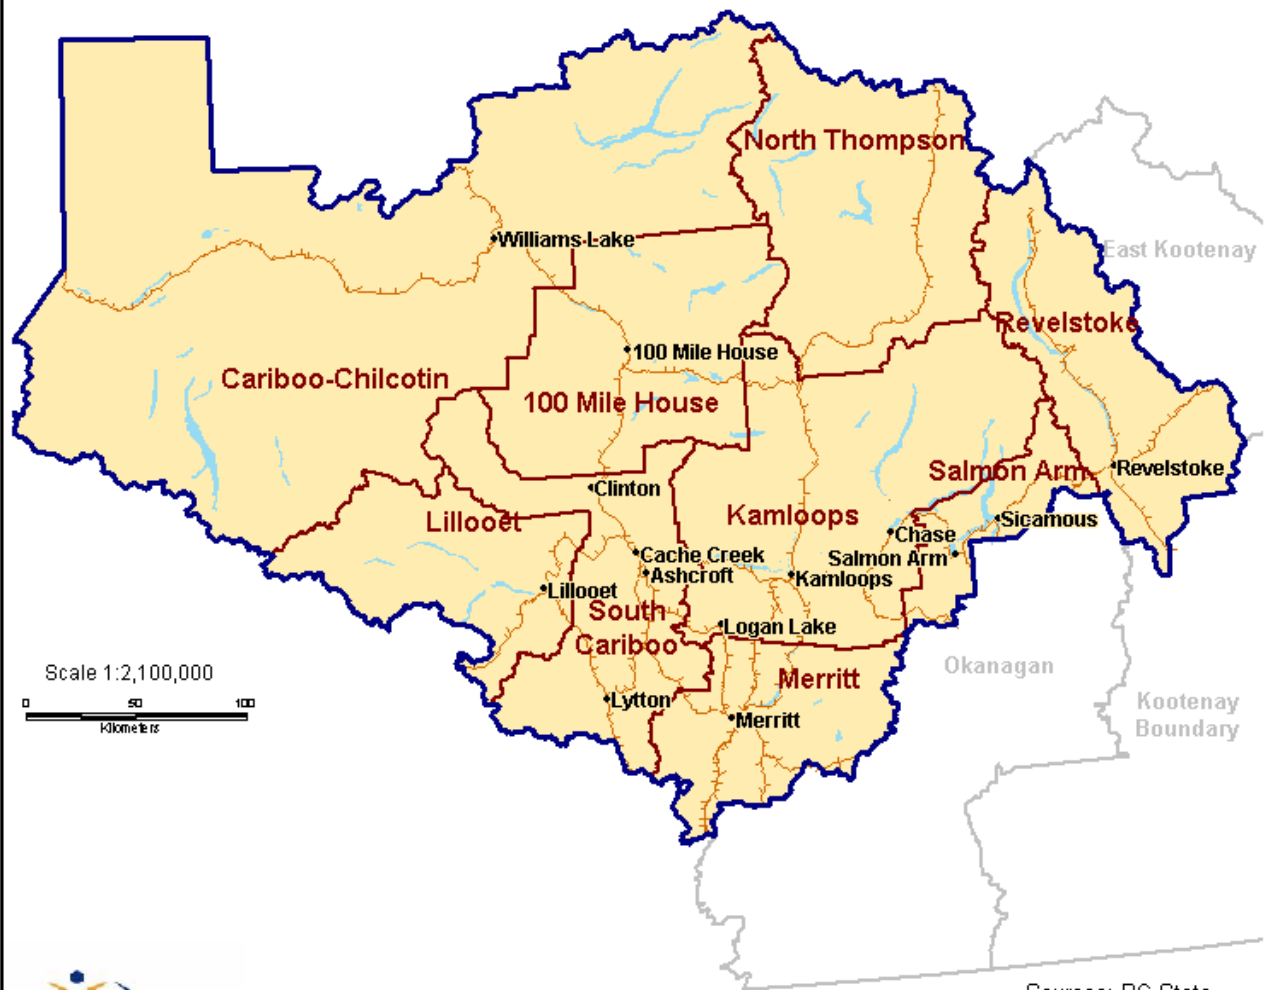 North Thompson
Williams Lake
East Kootenay
Revelstoke
100 Mile House
Cariboo-Chilcotin
100 Mile House
Salmon Arm
Revelstoke
Clinton
Lillooet
Kamloops
Sicamous
Chase
Cache Creek
Salmon Arm
Ashcroft
Kamloops
Lillooet
South
Cariboo
Logan Lake
Okanagan
Scale 1:2,100,000
Merritt
0 50 100
Kilometers
Lytton
Merritt
Kootenay
Boundary